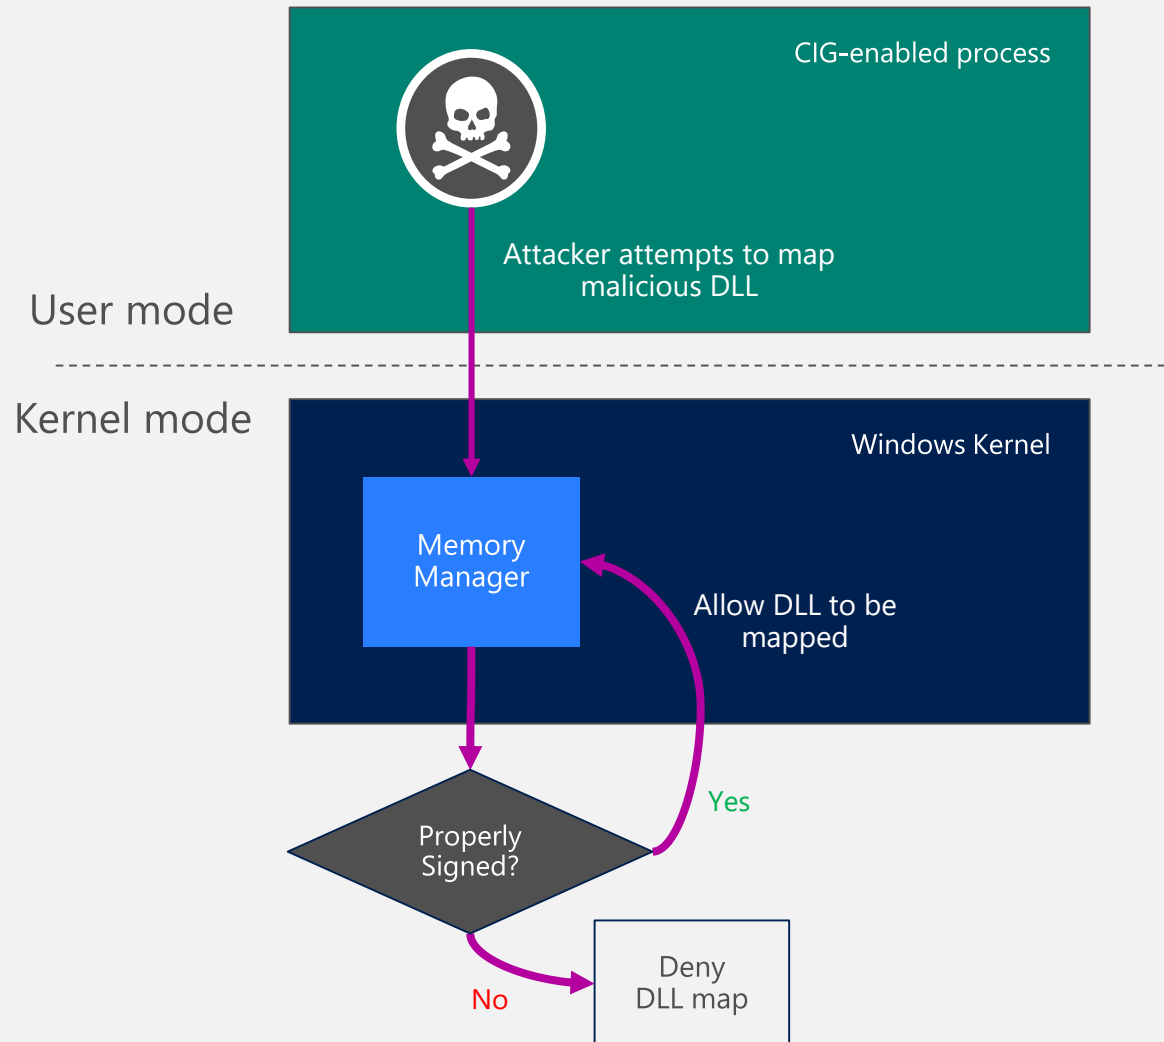 CIG-enabled process
Attacker attempts to map
malicious DLL
User mode
Kernel mode
Windows Kernel
Memory
Manager
Allow DLL to be
mapped
Yes
Properly
Signed?
No
Deny
DLL map